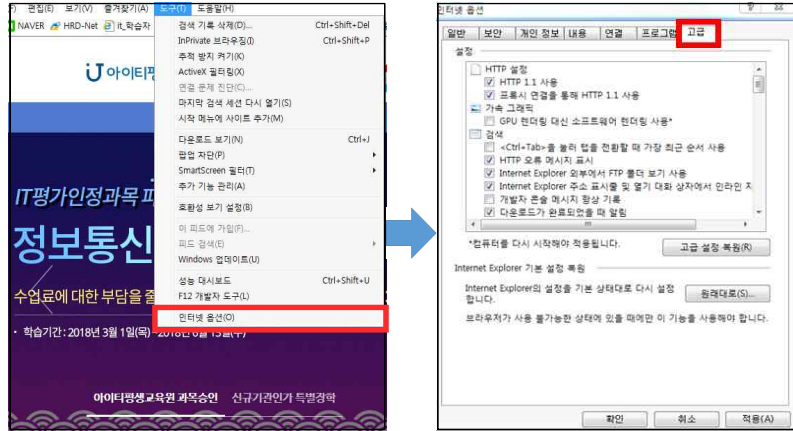 편집(E) 보기(V) 즐겨찾기(A) 도구(T) 도움말(H)
NAVER HRD-Net it_학습자
아이티평
IT평가인정과목
정보통신
수업료에 대한 부담을 줄
· 학습기간 : 2018년 3월 1일(목)
아이티평생교육원 과목승인 신규기관인가 특별장학
검색 기록 삭제(D)... Ctrl+Shift+Del
InPrivate 브라우징(I) Ctrl+Shift+P
추적 방지 켜기(K)
ActiveX 필터링(X)
연결 문제 진단(C)...
마지막 검색 세션 다시 열기(S)
시작 메뉴에 사이트 추가(M)
다운로드 보기(N) Ctrl+J
팝업 차단(P)
SmartScreen 필터(T)
추가 기능 관리(A)
호환성 보기 설정(B)
이 피드에 가입(F)...
피드 검색(E)
Windows 업데이트(U)
성능 대시보드 Ctrl+Shift+U
F12 개발자 도구(L)
인터넷 옵션(O)
인터넷 옵션
일반 보안 개인 정보 내용 연결 프로그램 고급
설정
HTTP 설정
HTTP 1.1 사용
프록시 연결을 통해 HTTP 1.1 사용
가속 그래픽
GPU 렌더링 대신 소프트웨어 렌더링 사용*
검색
<Ctrl+Tab>을 눌러 탭을 전환할 때 가장 최근 순서 사용
HTTP 오류 메시지 표시
Internet Explorer 외부에서 FTP 폴더 보기 사용
Internet Explorer 주소 표시줄 및 열기 대화 상자에서 인라인 자
개발자 콘솔 메시지 항상 기록
다운로드가 완료되었을 때 알림
*컴퓨터를 다시 시작해야 적용됩니다. 고급 설정 복원(R)
Internet Explorer 기본 설정 복원
Internet Explorer의 설정을 기본 상태대로 다시 설정
합니다. 원래대로(S)...
브라우저가 사용 불가능한 상태에 있을 때에만 이 기능을 사용해야 합니다.
확인 취소 적용(A)